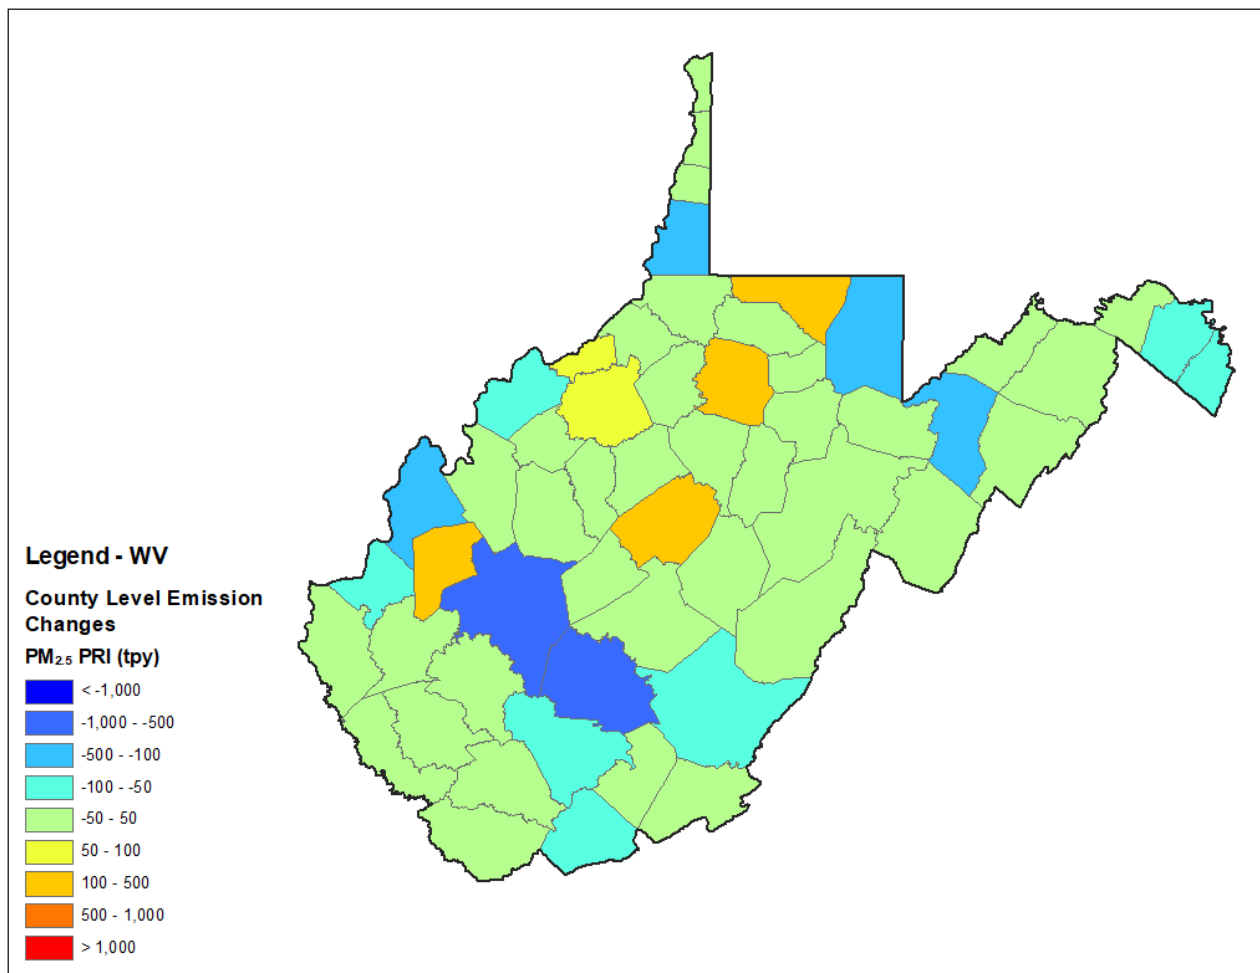 Legend - WV
County Level Emission
Changes
PM2.5 PRI (tpy)
< -1,000
-1,000 - -500
-500 - -100
-100 - -50
-50 - 50
50 - 100
100 - 500
500 - 1,000
> 1,000